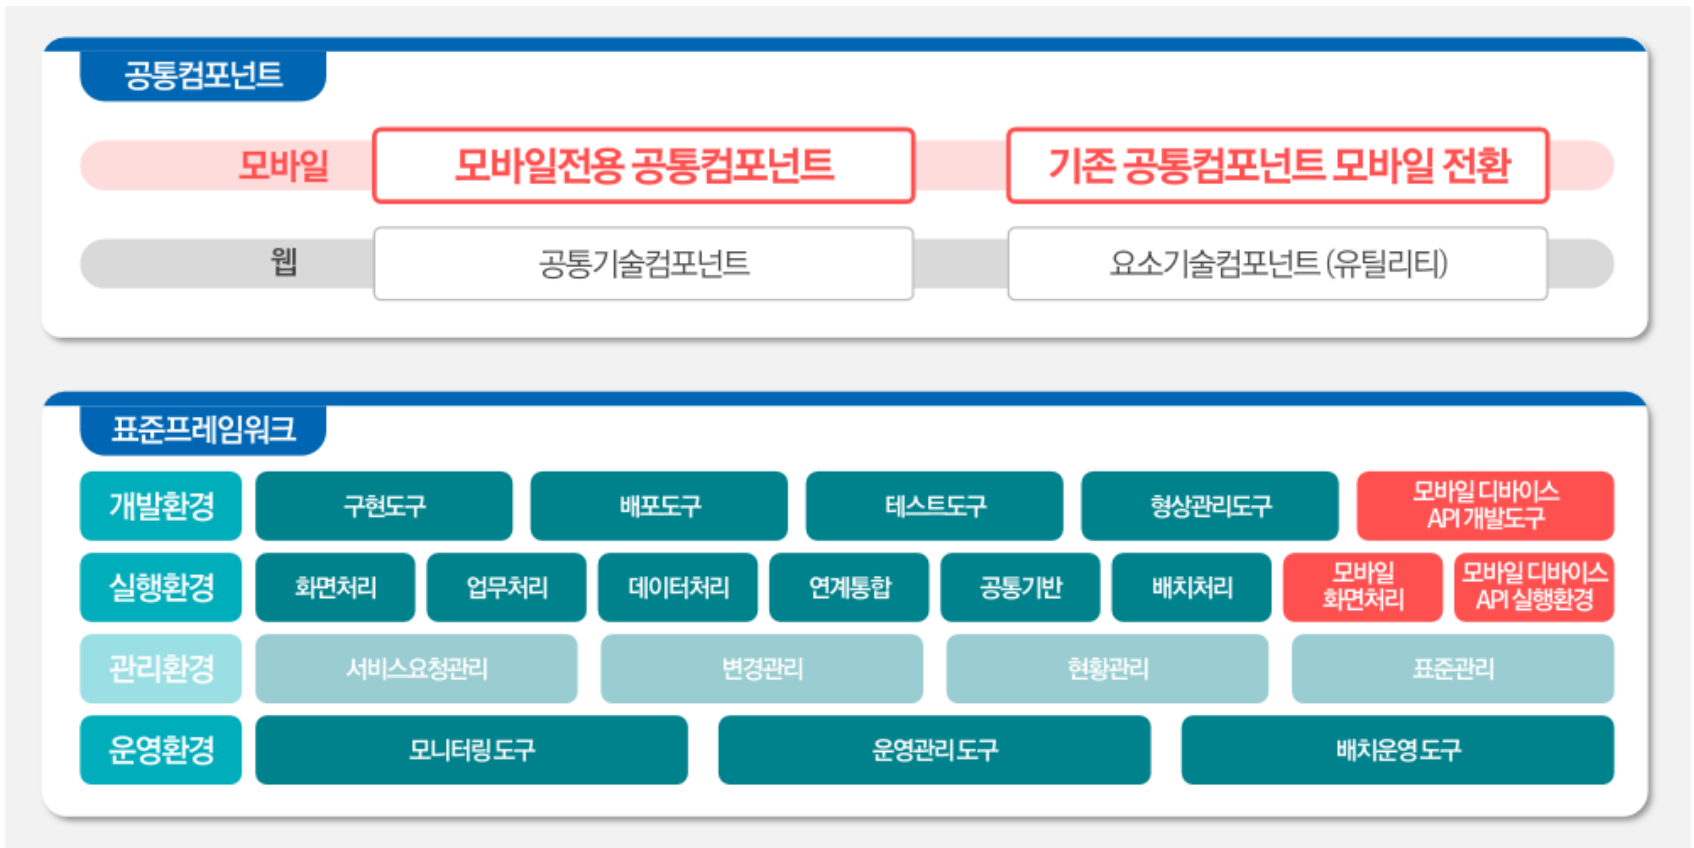 공통컴포넌트
모바일
모바일전용 공통컴포넌트
기존 공통컴포넌트 모바일 전환
웹
공통기술컴포넌트
요소기술컴포넌트 (유틸리티)
표준프레임워크
개발환경
구현도구
배포도구
테스트도구
형상관리도구
모바일 디바이스
API 개발도구
실행환경
화면처리
업무처리
데이터처리
연계통합
공통기반
배치처리
모바일
화면처리
모바일 디바이스
API 실행환경
관리환경
서비스요청관리
변경관리
현황관리
표준관리
운영환경
모니터링 도구
운영관리 도구
배치운영 도구